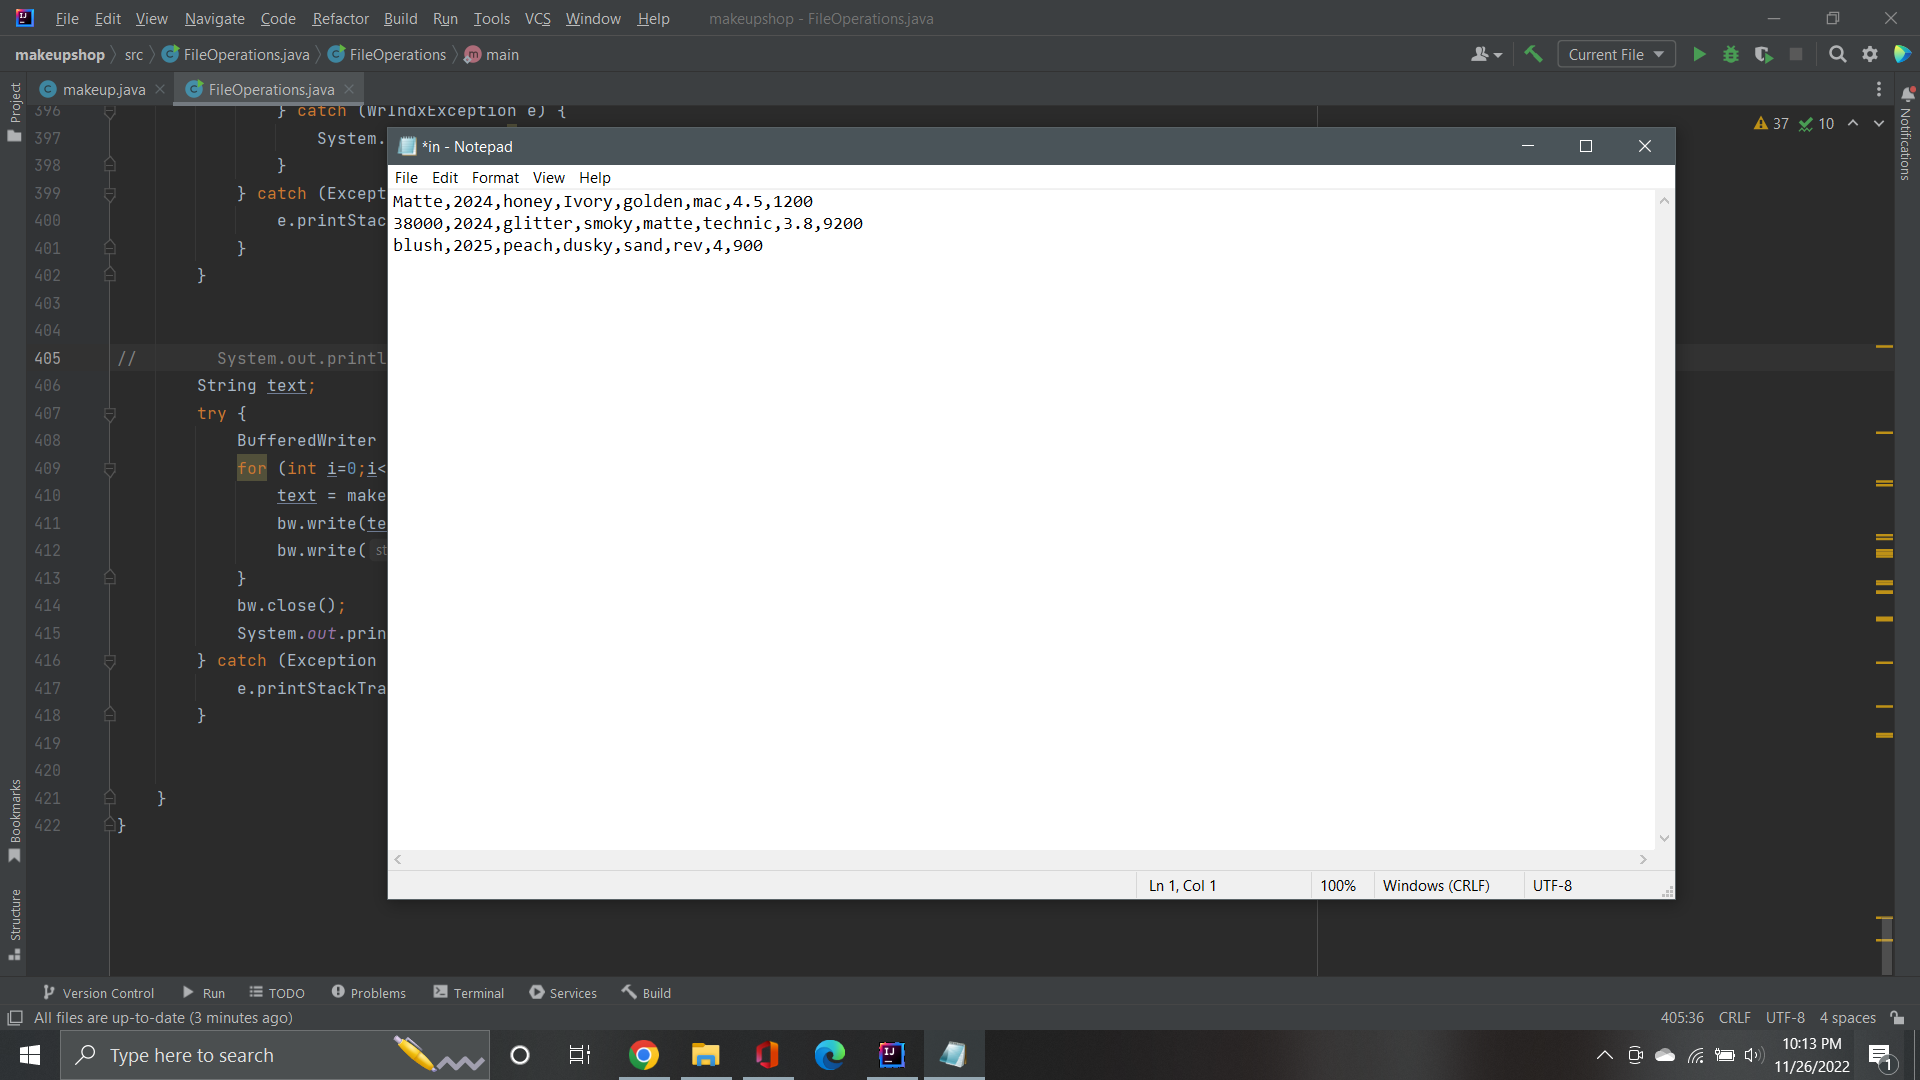 File Edit View Navigate Code Refactor Build Run Tools VCS Window Help makeupshop - FileOperations.java
makeupshop src FileOperations.java FileOperations main Current File
makeup.java FileOperations.java
Project
Notifications
37 10
396 } catch (WrIndxException e) {
397 System.
398 }
399 } catch (Except
400 e.printStac
401 }
402 }
403
404
405 // System.out.printl
406 String text;
407 try {
408 BufferedWriter
409 for (int i=0;i<
410 text = make
411 bw.write(te
412 bw.write( st
413 }
414 bw.close();
415 System.out.prin
416 } catch (Exception
417 e.printStackTra
418 }
419
420
421 }
422 }
*in - Notepad
File Edit Format View Help
Matte,2024,honey,Ivory,golden,mac,4.5,1200
38000,2024,glitter,smoky,matte,technic,3.8,9200
blush,2025,peach,dusky,sand,rev,4,900
Ln 1, Col 1 100% Windows (CRLF) UTF-8
Bookmarks
Structure
Version Control Run TODO Problems Terminal Services Build
All files are up-to-date (3 minutes ago) 405:36 CRLF UTF-8 4 spaces
Type here to search
10:13 PM
11/26/2022
1